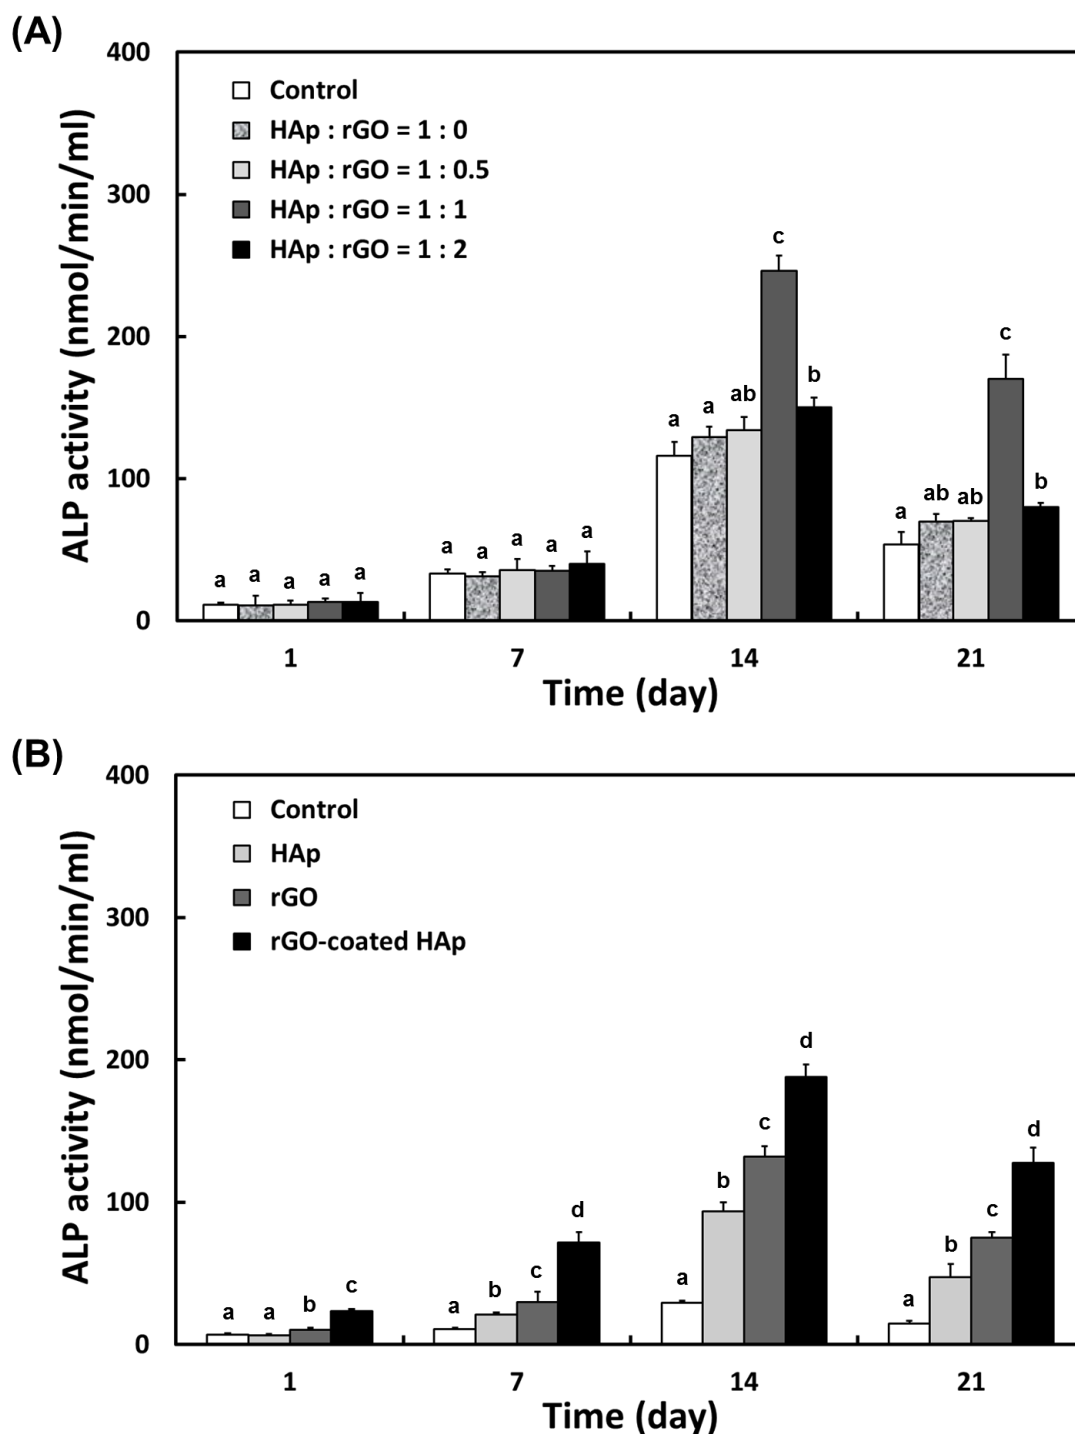 (A)
400
300
200
100
0
ALP activity (nmol/min/ml)
Control
HAp : rGO = 1 : 0
HAp : rGO = 1 : 0.5
HAp : rGO = 1 : 1
HAp : rGO = 1 : 2
a a a a a
a a a a a
a a ab c b
a ab ab c b
1 7 14 21
Time (day)
(B)
400
300
200
100
0
ALP activity (nmol/min/ml)
Control
HAp
rGO
rGO-coated HAp
a a b c
a b c d
a b c d
a b c d
1 7 14 21
Time (day)